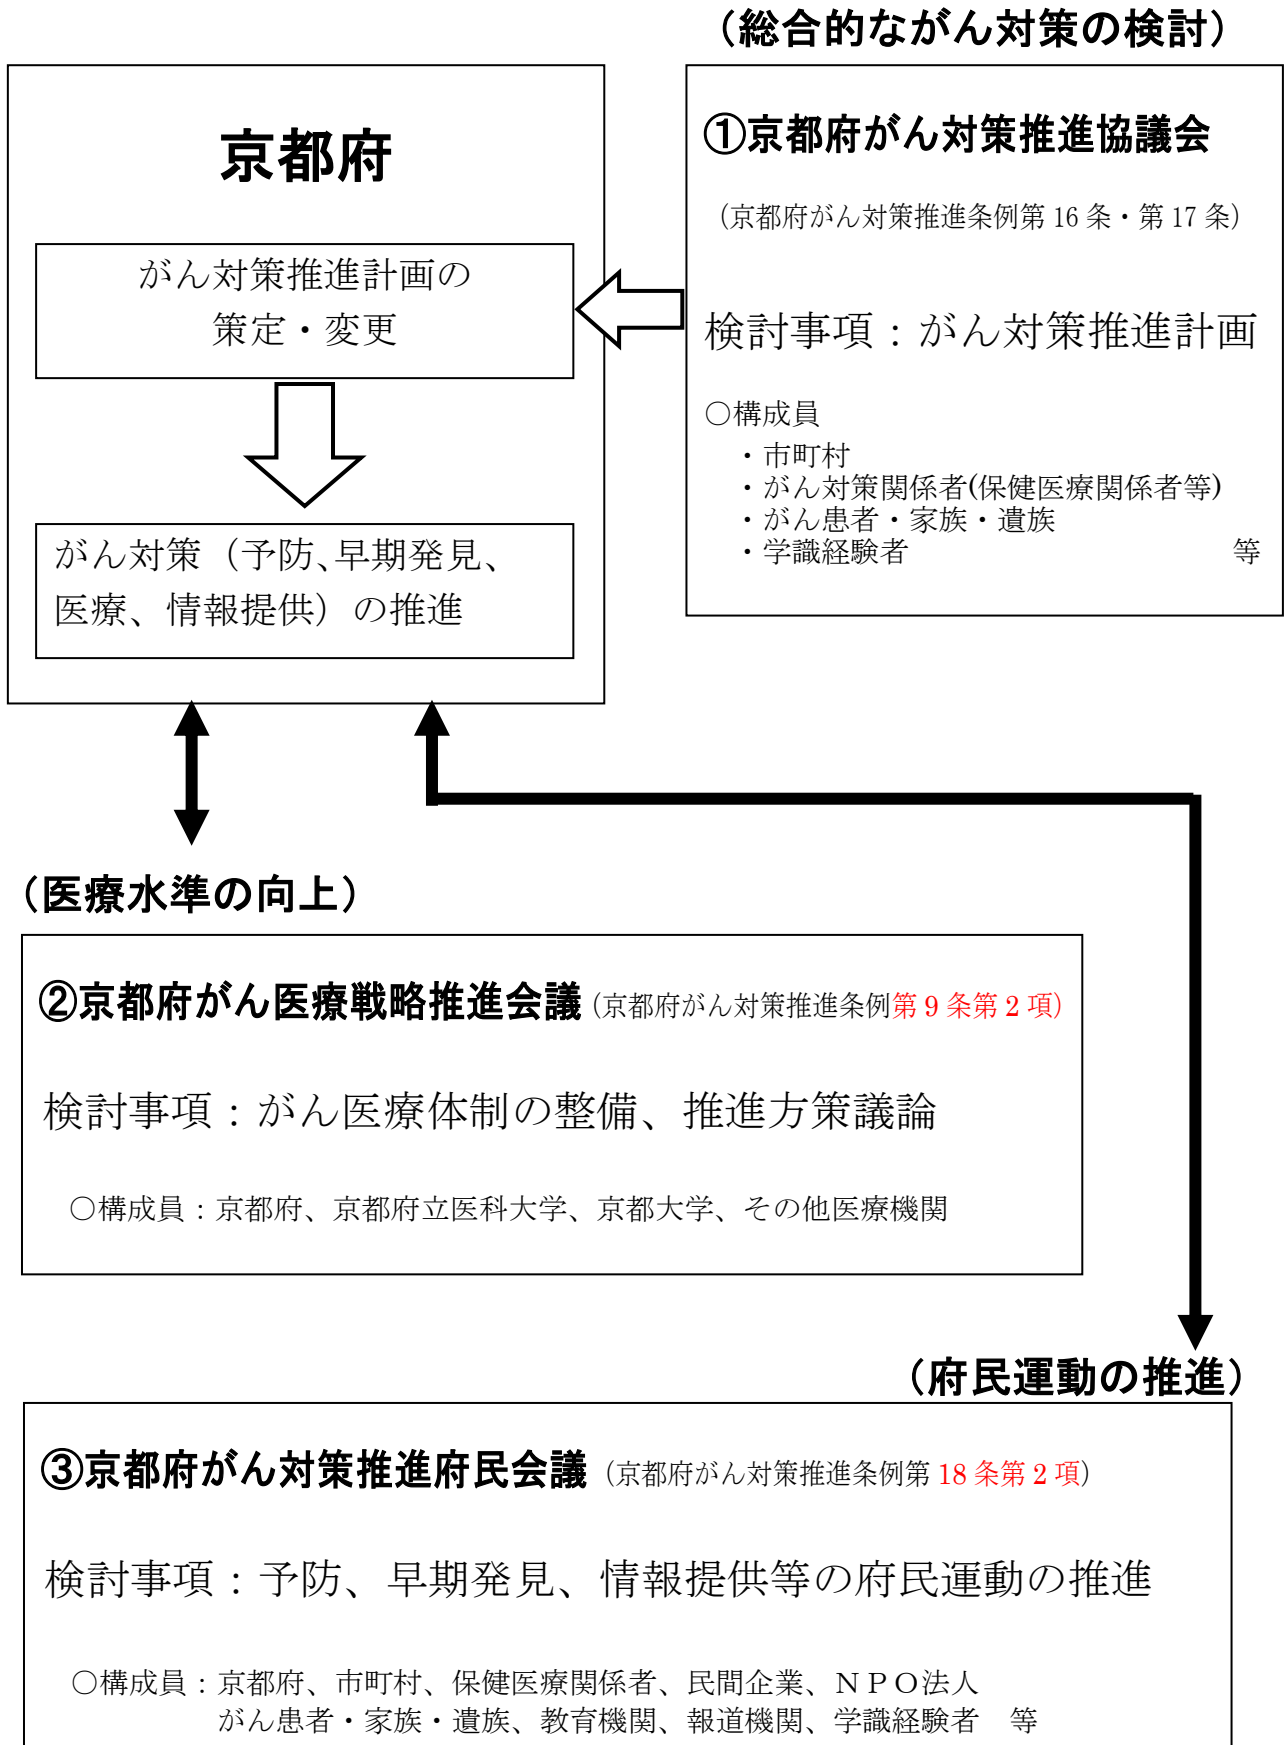 （総合的ながん対策の検討）
京都府
がん対策推進計画の
策定・変更
がん対策（予防、早期発見、
医療、情報提供）の推進
①京都府がん対策推進協議会
（京都府がん対策推進条例第 16 条・第 17 条）
検討事項：がん対策推進計画
○構成員
・市町村
・がん対策関係者(保健医療関係者等)
・がん患者・家族・遺族
・学識経験者　等
（医療水準の向上）
②京都府がん医療戦略推進会議（京都府がん対策推進条例第 9 条第 2 項）
検討事項：がん医療体制の整備、推進方策議論
○構成員：京都府、京都府立医科大学、京都大学、その他医療機関
（府民運動の推進）
③京都府がん対策推進府民会議（京都府がん対策推進条例第 18 条第 2 項）
検討事項：予防、早期発見、情報提供等の府民運動の推進
○構成員：京都府、市町村、保健医療関係者、民間企業、ＮＰＯ法人
がん患者・家族・遺族、教育機関、報道機関、学識経験者　等